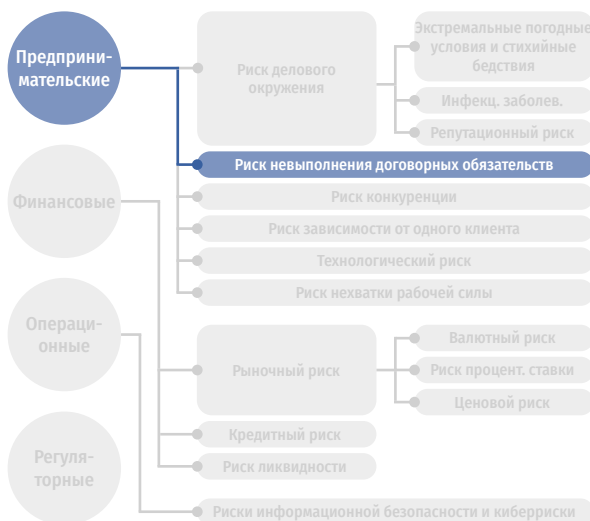 Предприни-
мательские
Финансовые
Операци-
онные
Регуля-
торные
Риск делового
окружения
Экстремальные погодные
условия и стихийные
бедствия
Инфекц. заболев.
Репутационный риск
Риск невыполнения договорных обязательств
Риск конкуренции
Риск зависимости от одного клиента
Технологический риск
Риск нехватки рабочей силы
Рыночный риск
Валютный риск
Риск процент. ставки
Ценовой риск
Кредитный риск
Риск ликвидности
Риски информационной безопасности и киберриски